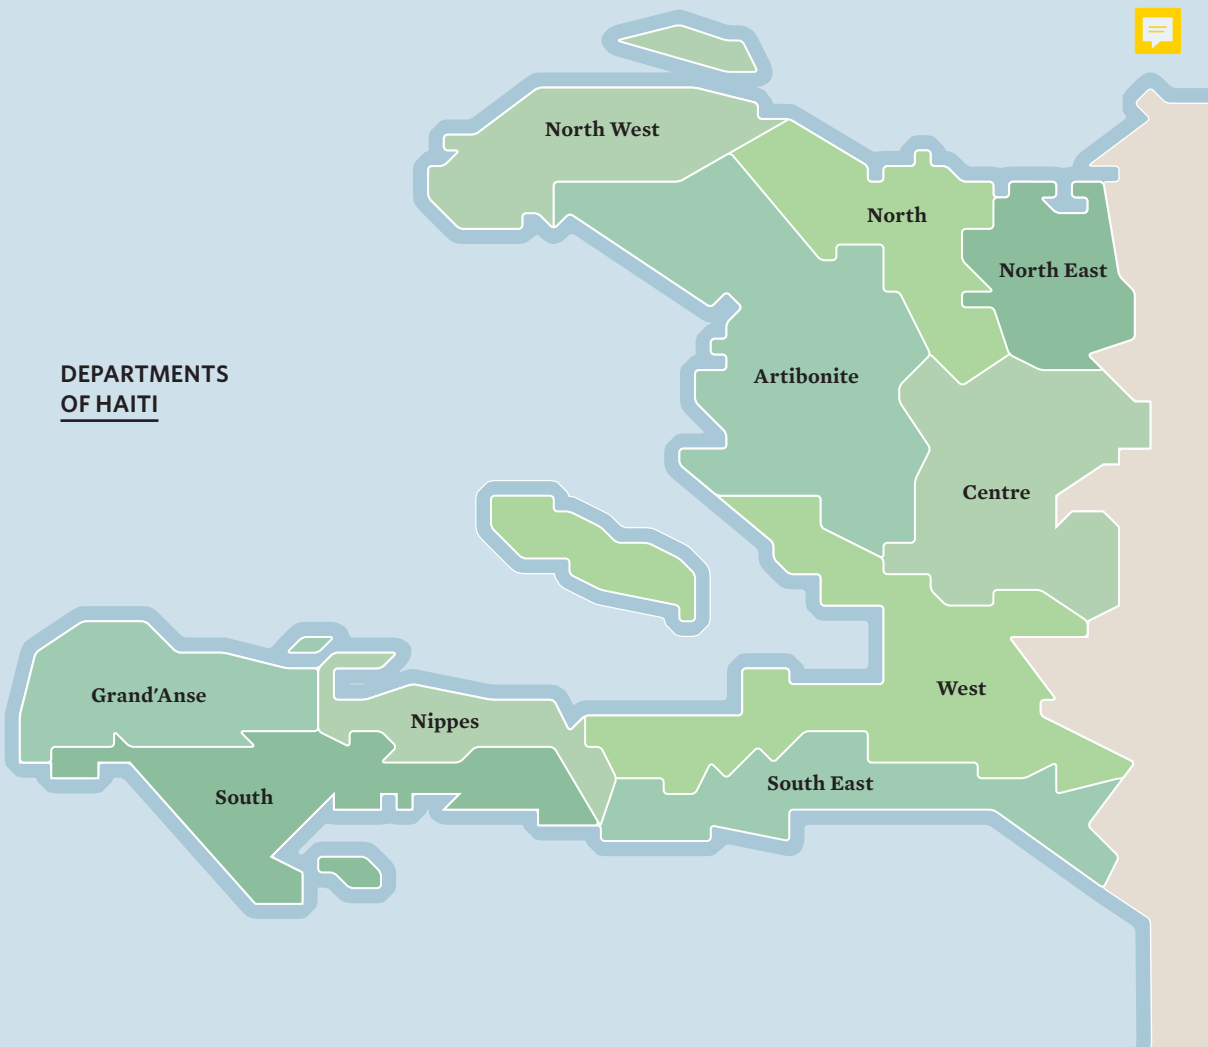 North West
North
North East
DEPARTMENTS
OF HAITI
Artibonite
Centre
Grand'Anse
West
Nippes
South East
South